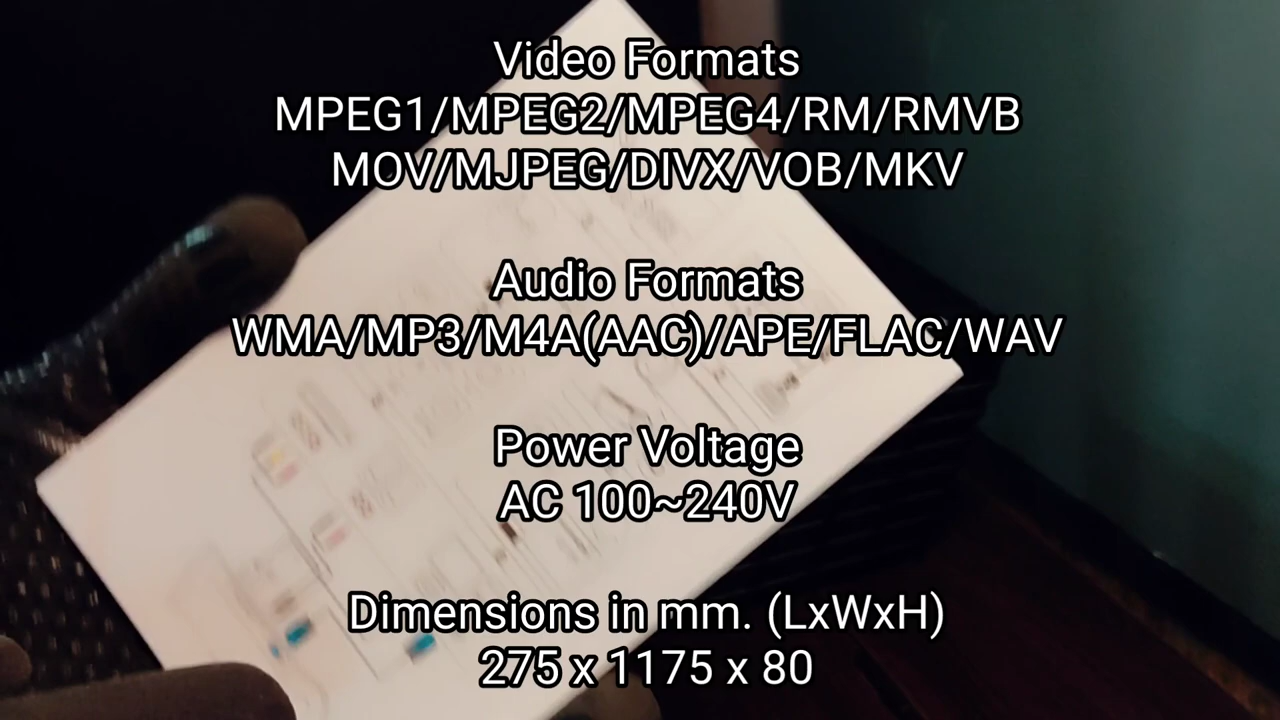 Video Formats
MPEG1/MPEG2/MPEG4/RM/RMVB
MOV/MJPEG/DIVX/VOB/MKV
Audio Formats
WMA/MP3/M4A(AAC)/APE/FLAC/WAV
Power Voltage
AC 100~240V
Dimensions in mm. (LxWxH)
275 x 1175 x 80